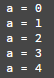 a = 0
a = 1
a = 2
a = 3
a = 4